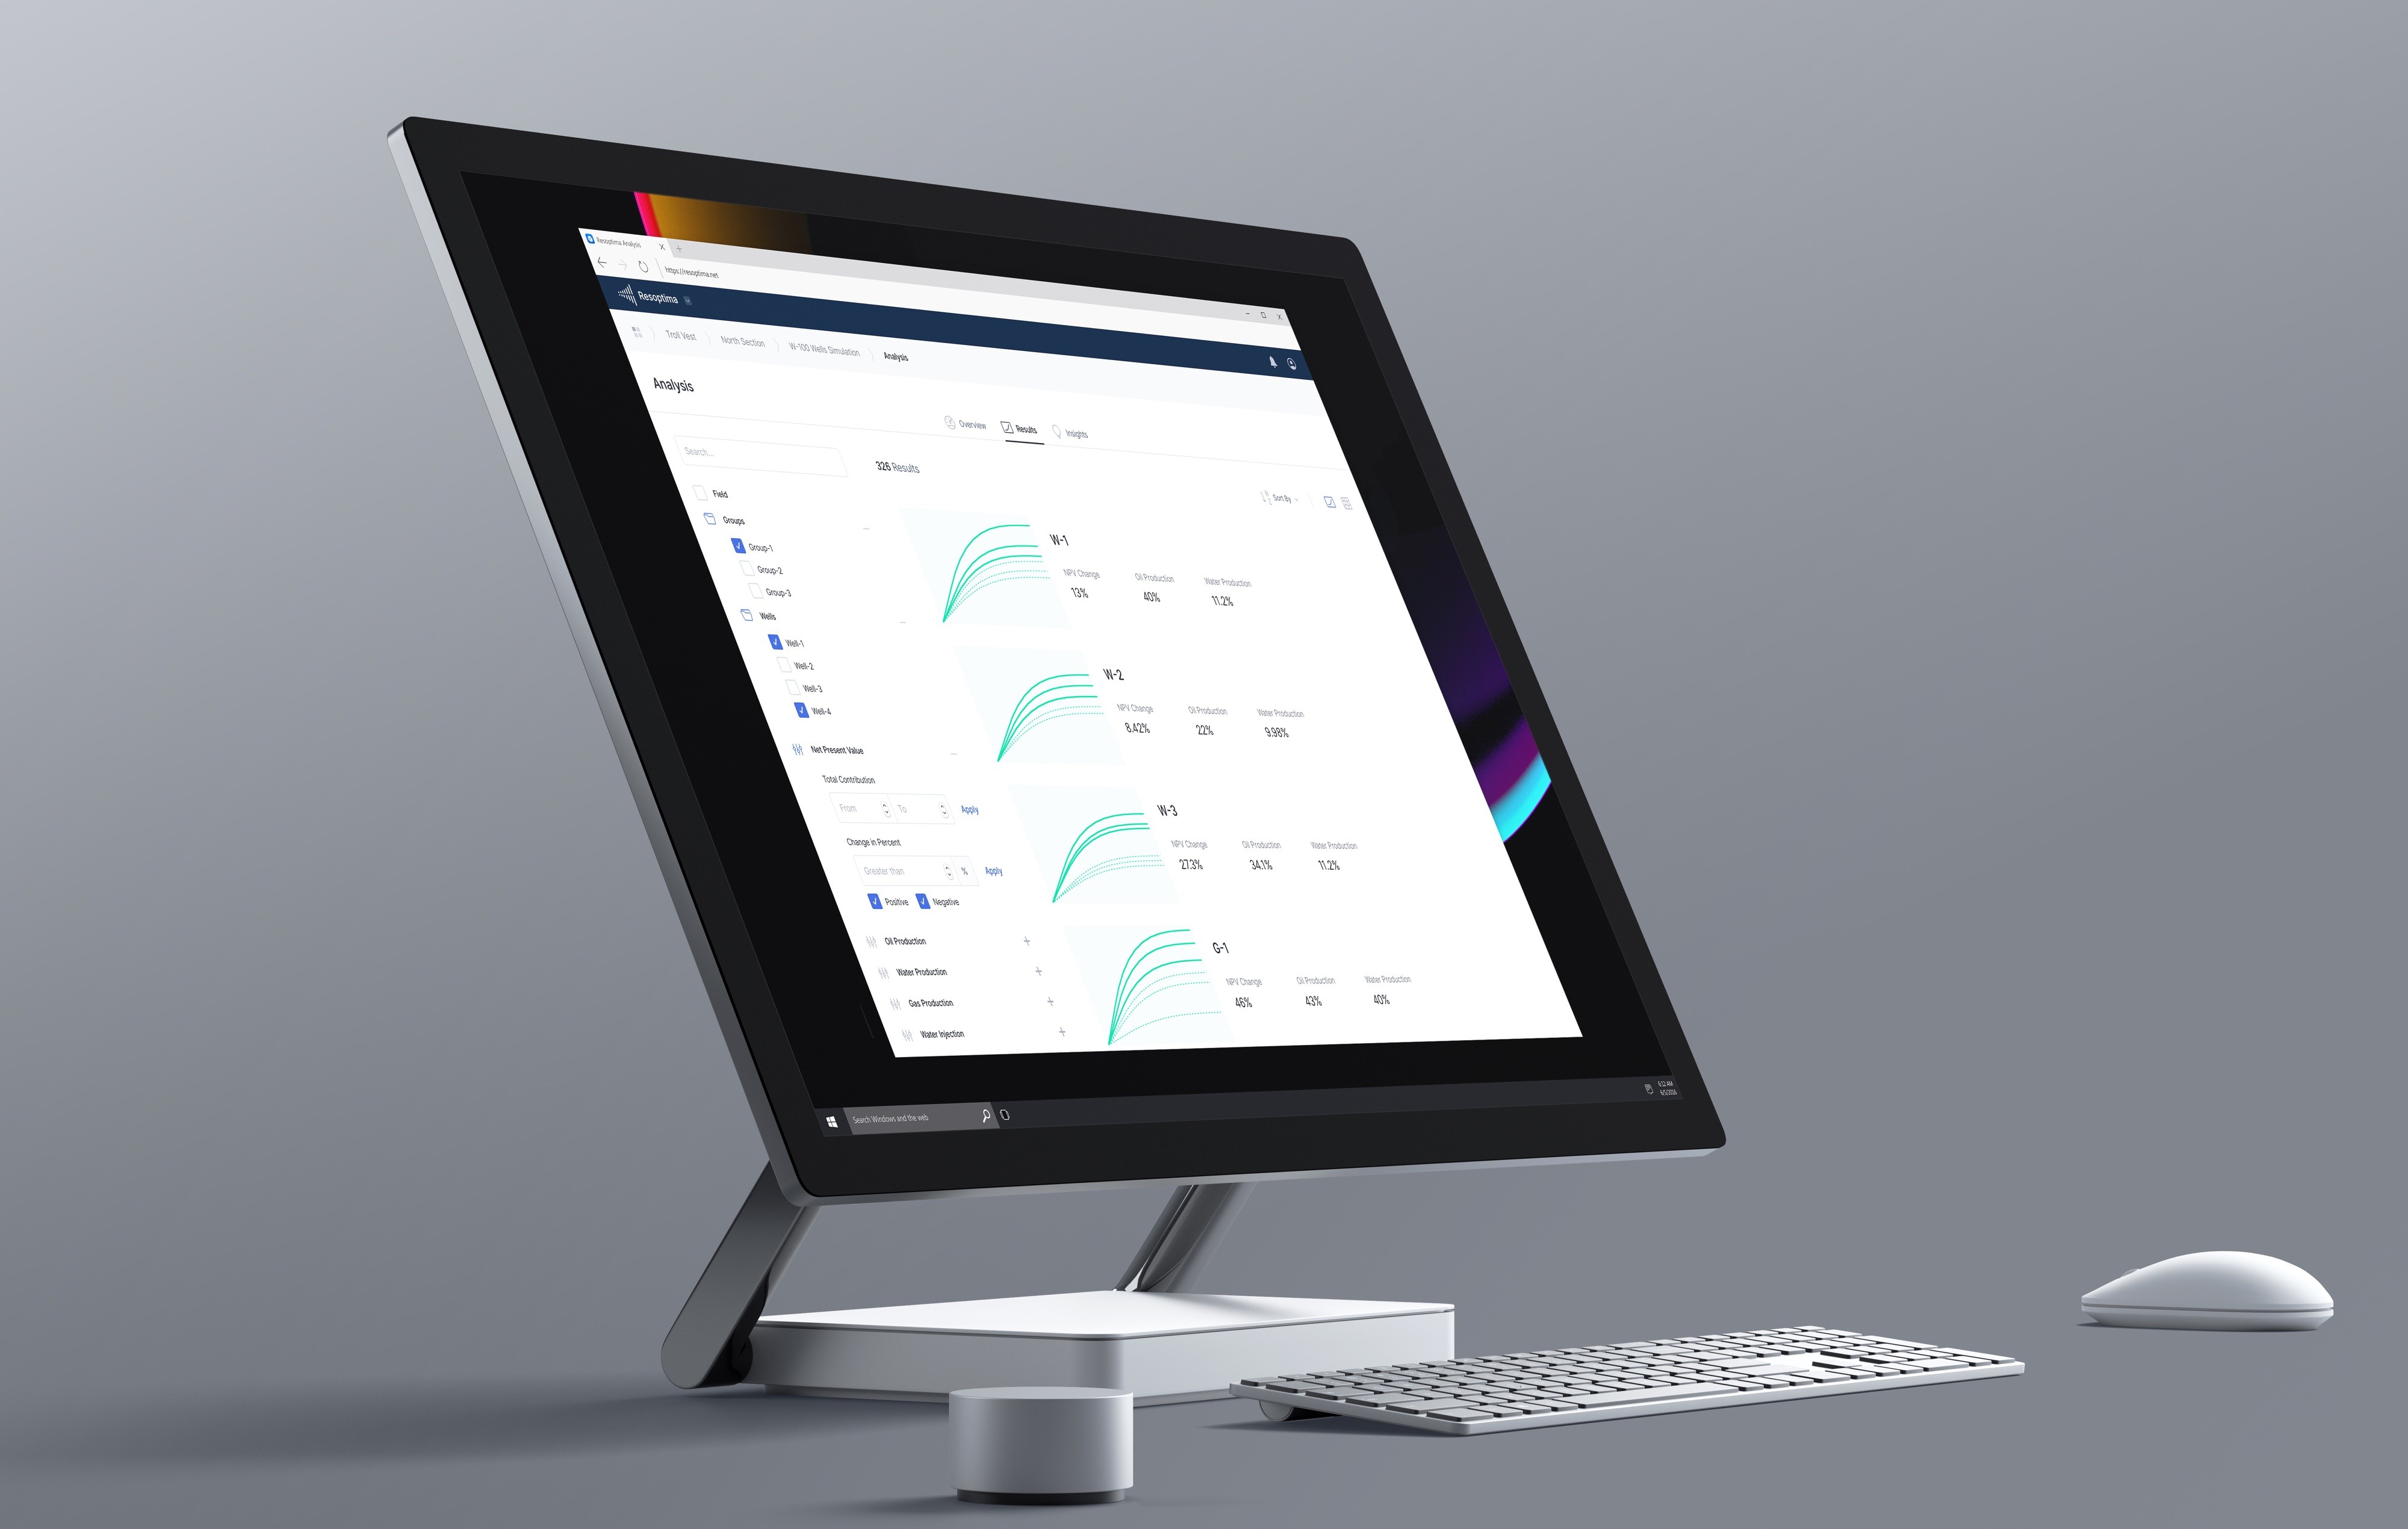 Resoptima Analysis
https://resoptima.net
Resoptima
Troll Vest
North Section
W-100 Wells Simulation
Analysis
Analysis
Overview
Results
Insights
Search...
326 Results
Sort By
Field
Groups
Group-1
Group-2
Group-3
Wells
Well-1
Well-2
Well-3
Well-4
Net Present Value
Total Contribution
From
To
Apply
Change in Percent
Greater than
%
Apply
Positive
Negative
Oil Production
Water Production
Gas Production
Water Injection
W-1
NPV Change Oil Production Water Production
13% 40% 11.2%
W-2
NPV Change Oil Production Water Production
8.42% 22% 9.98%
W-3
NPV Change Oil Production Water Production
27.3% 34.1% 11.2%
G-1
NPV Change Oil Production Water Production
46% 43% 40%
Search Windows and the web
6:12 AM